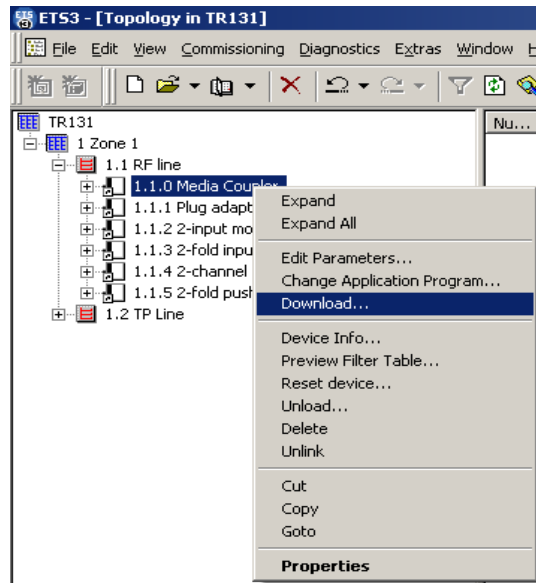 ETS3 - [Topology in TR131]
File Edit View Commissioning Diagnostics Extras Window
Nu...
TR131
1 Zone 1
1.1 RF line
1.1.0 Media Coupler
1.1.1 Plug adapt
1.1.2 2-input mo
1.1.3 2-fold inpu
1.1.4 2-channel
1.1.5 2-fold push
1.2 TP Line
Expand
Expand All
Edit Parameters...
Change Application Program...
Download...
Device Info...
Preview Filter Table...
Reset device...
Unload...
Delete
Unlink
Cut
Copy
Goto
Properties